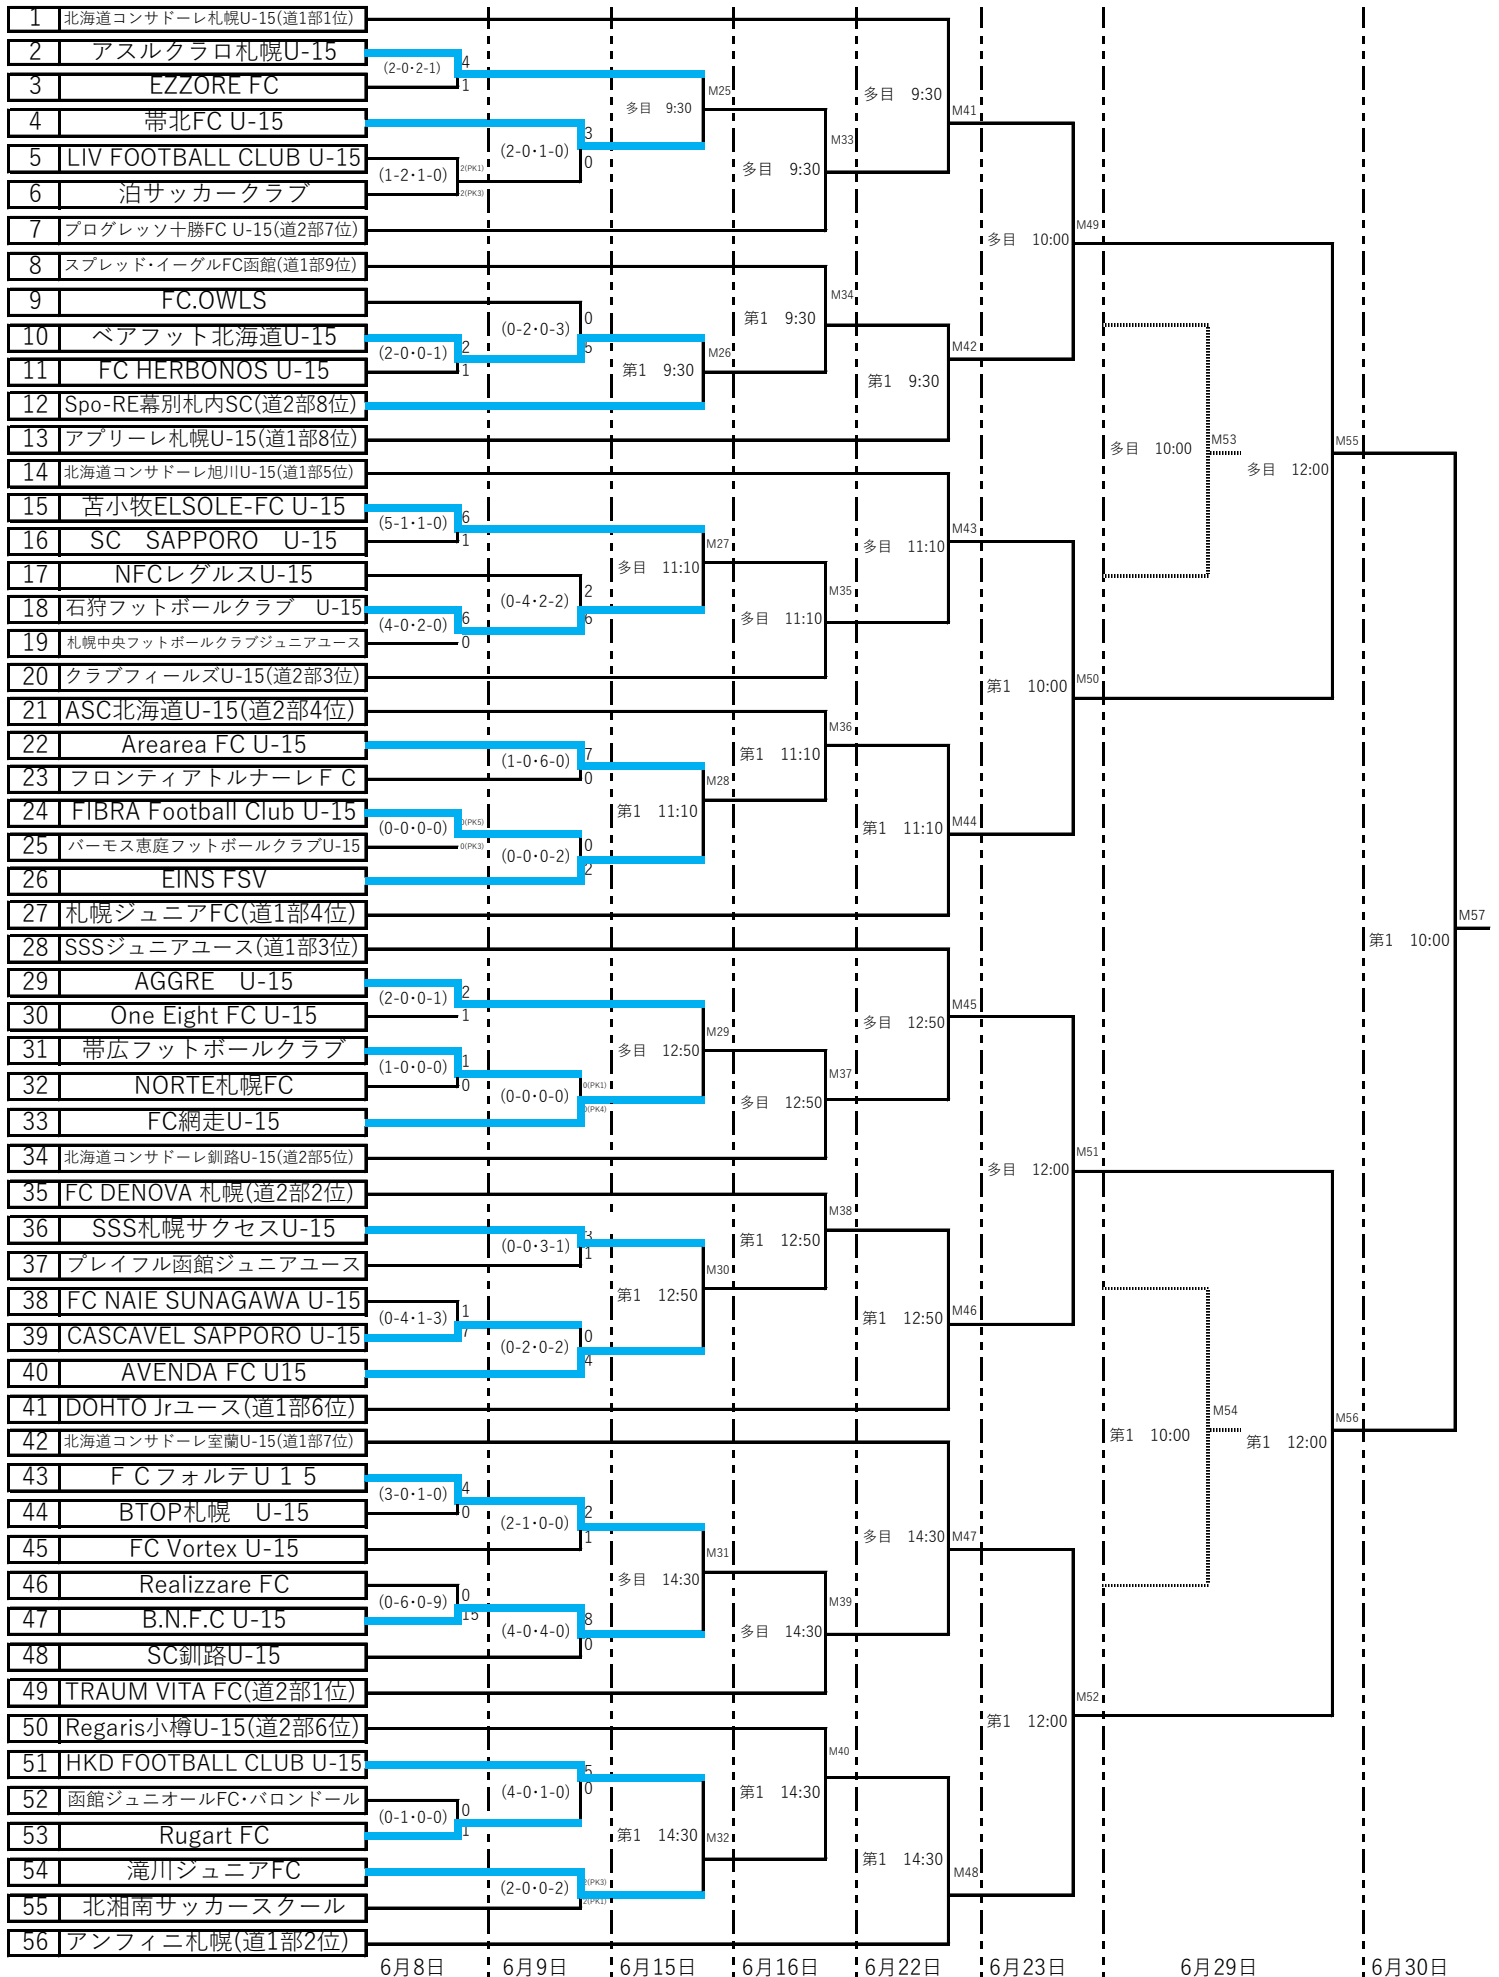 1 北海道コンサドーレ札幌U-15(道1部1位)
2 アスルクラロ札幌U-15
3 EZZORE FC
4 帯北FC U-15
5 LIV FOOTBALL CLUB U-15
6 泊サッカークラブ
7 プログレッソ十勝FC U-15(道2部7位)
8 スプレッド・イーグルFC函館(道1部9位)
9 FC.OWLS
10 ベアフット北海道U-15
11 FC HERBONOS U-15
12 Spo-RE幕別札内SC(道2部8位)
13 アプリーレ札幌U-15(道1部8位)
14 北海道コンサドーレ旭川U-15(道1部5位)
15 苫小牧ELSOLE-FC U-15
16 SC　SAPPORO　U-15
17 NFCレグルスU-15
18 石狩フットボールクラブ　U-15
19 札幌中央フットボールクラブジュニアユース
20 クラブフィールズU-15(道2部3位)
21 ASC北海道U-15(道2部4位)
22 Arearea FC U-15
23 フロンティアトルナーレＦＣ
24 FIBRA Football Club U-15
25 バーモス恵庭フットボールクラブU-15
26 EINS FSV
27 札幌ジュニアFC(道1部4位)
28 SSSジュニアユース(道1部3位)
29 AGGRE　U-15
30 One Eight FC U-15
31 帯広フットボールクラブ
32 NORTE札幌FC
33 FC網走U-15
34 北海道コンサドーレ釧路U-15(道2部5位)
35 FC DENOVA 札幌(道2部2位)
36 SSS札幌サクセスU-15
37 プレイフル函館ジュニアユース
38 FC NAIE SUNAGAWA U-15
39 CASCAVEL SAPPORO U-15
40 AVENDA FC U15
41 DOHTO Jrユース(道1部6位)
42 北海道コンサドーレ室蘭U-15(道1部7位)
43 ＦＣフォルテＵ１５
44 BTOP札幌　U-15
45 FC Vortex U-15
46 Realizzare FC
47 B.N.F.C U-15
48 SC釧路U-15
49 TRAUM VITA FC(道2部1位)
50 Regaris小樽U-15(道2部6位)
51 HKD FOOTBALL CLUB U-15
52 函館ジュニオールFC・バロンドール
53 Rugart FC
54 滝川ジュニアFC
55 北湘南サッカースクール
56 アンフィニ札幌(道1部2位)
(2-0・2-1) 4
1
(1-2・1-0) 2(PK1)
2(PK3)
(2-0・0-1) 2
1
(5-1・1-0) 6
1
(4-0・2-0) 6
0
(0-0・0-0) 0(PK5)
0(PK3)
(2-0・0-1) 2
1
(1-0・0-0) 1
0
(0-4・1-3) 1
7
(3-0・1-0) 4
0
(0-6・0-9) 0
15
(0-1・0-0) 0
1
6月8日
(2-0・1-0) 3
0
(0-2・0-3) 0
5
(0-4・2-2) 2
6
(1-0・6-0) 7
0
(0-0・0-2) 0
2
(0-0・0-0) 0(PK1)
0(PK4)
(0-0・3-1) 3
1
(0-2・0-2) 0
4
(2-1・0-0) 2
1
(4-0・4-0) 8
0
(4-0・1-0) 5
0
(2-0・0-2) 2(PK3)
2(PK1)
6月9日
多目 9:30 M25
第1 9:30 M26
多目 11:10 M27
第1 11:10 M28
多目 12:50 M29
第1 12:50 M30
多目 14:30 M31
第1 14:30 M32
6月15日
多目 9:30 M33
第1 9:30 M34
多目 11:10 M35
第1 11:10 M36
多目 12:50 M37
第1 12:50 M38
多目 14:30 M39
第1 14:30 M40
6月16日
多目 9:30 M41
第1 9:30 M42
多目 11:10 M43
第1 11:10 M44
多目 12:50 M45
第1 12:50 M46
多目 14:30 M47
第1 14:30 M48
6月22日
多目 10:00 M49
第1 10:00 M50
多目 12:00 M51
第1 12:00 M52
6月23日
多目 10:00 M53
多目 12:00 M55
第1 10:00 M54
第1 12:00 M56
6月29日
第1 10:00 M57
6月30日